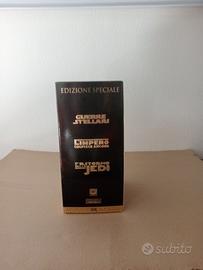 EDIZIONE SPECIALE
GUERRE
STELLARI
L'IMPERO
COLPISCE ANCORA
IL RITORNO
DELLO JEDI
subito